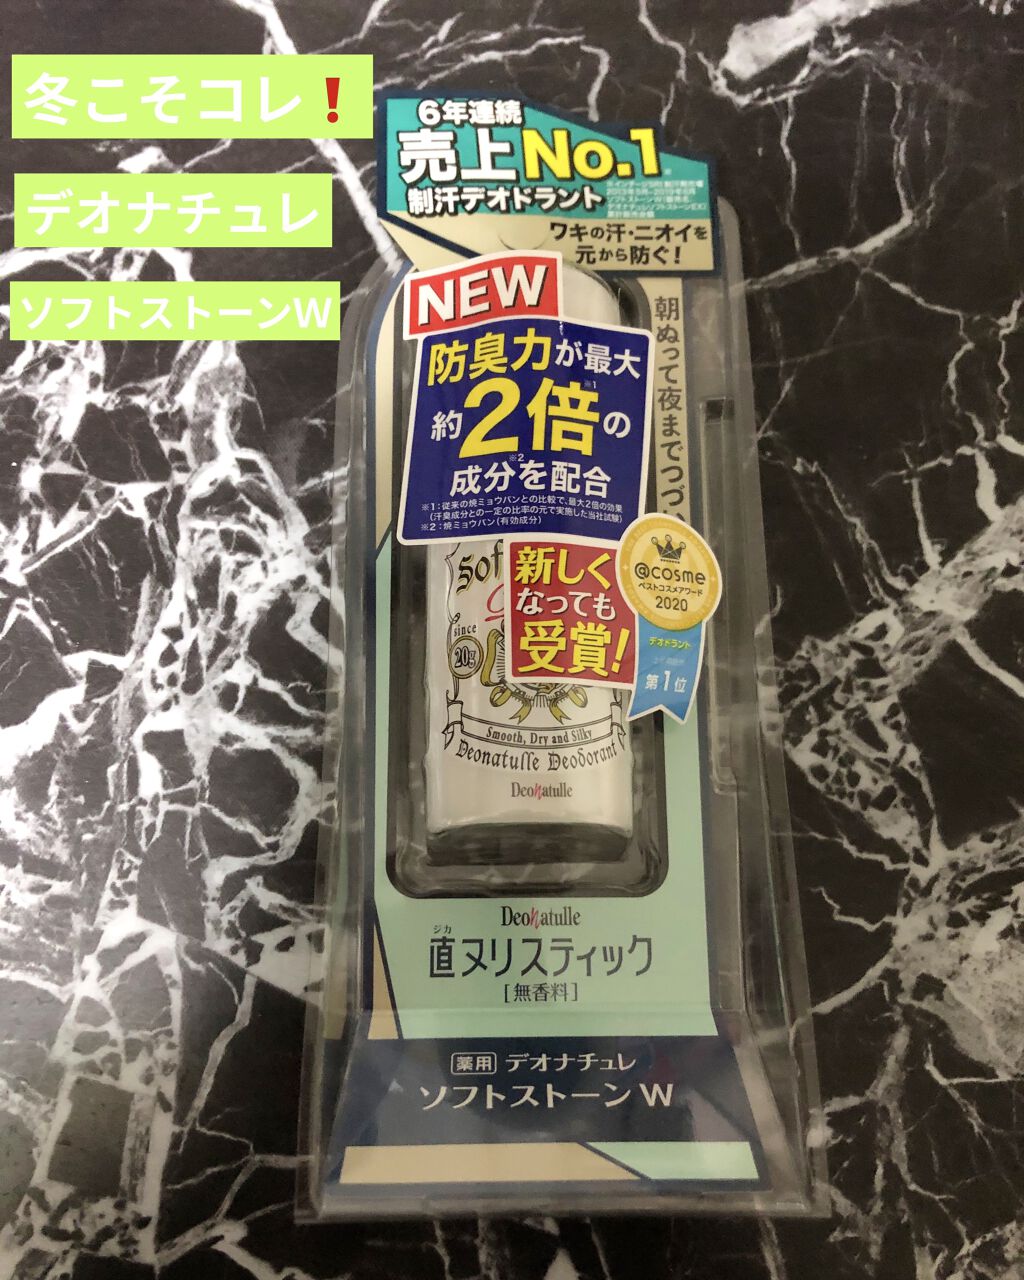 冬こそコレ❗
デオナチュレ
ソフトストーンW
6年連続
売上No.1
制汗デオドラント
ワキの汗・ニオイを
元から防ぐ!
朝ぬって夜までつづ
NEW
防臭力が最大
約2倍の※1
成分を配合※2
※1:従来の焼ミョウバンとの比較で、最大2倍の効果
(汗臭成分との一定の比率の元で実施した当社試験)
※2:焼ミョウバン(有効成分)
新しく
なっても
受賞!
@cosme
ベストコスメアワード
2020
デオドラント
第1位
Sof
since
20g
Smooth, Dry and Silky
Deonatulle Deodorant
Deonatulle
Deonatulle
ジカ
直ヌリスティック
[無香料]
薬用 デオナチュレ
ソフトストーンW